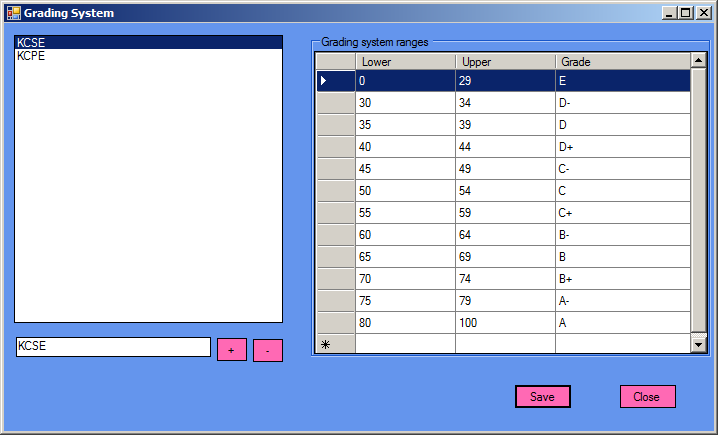 Grading System
KCSE
KCPE
KCSE
+
-
Grading system ranges
Lower Upper Grade
0 29 E
30 34 D-
35 39 D
40 44 D+
45 49 C-
50 54 C
55 59 C+
60 64 B-
65 69 B
70 74 B+
75 79 A-
80 100 A
Save Close